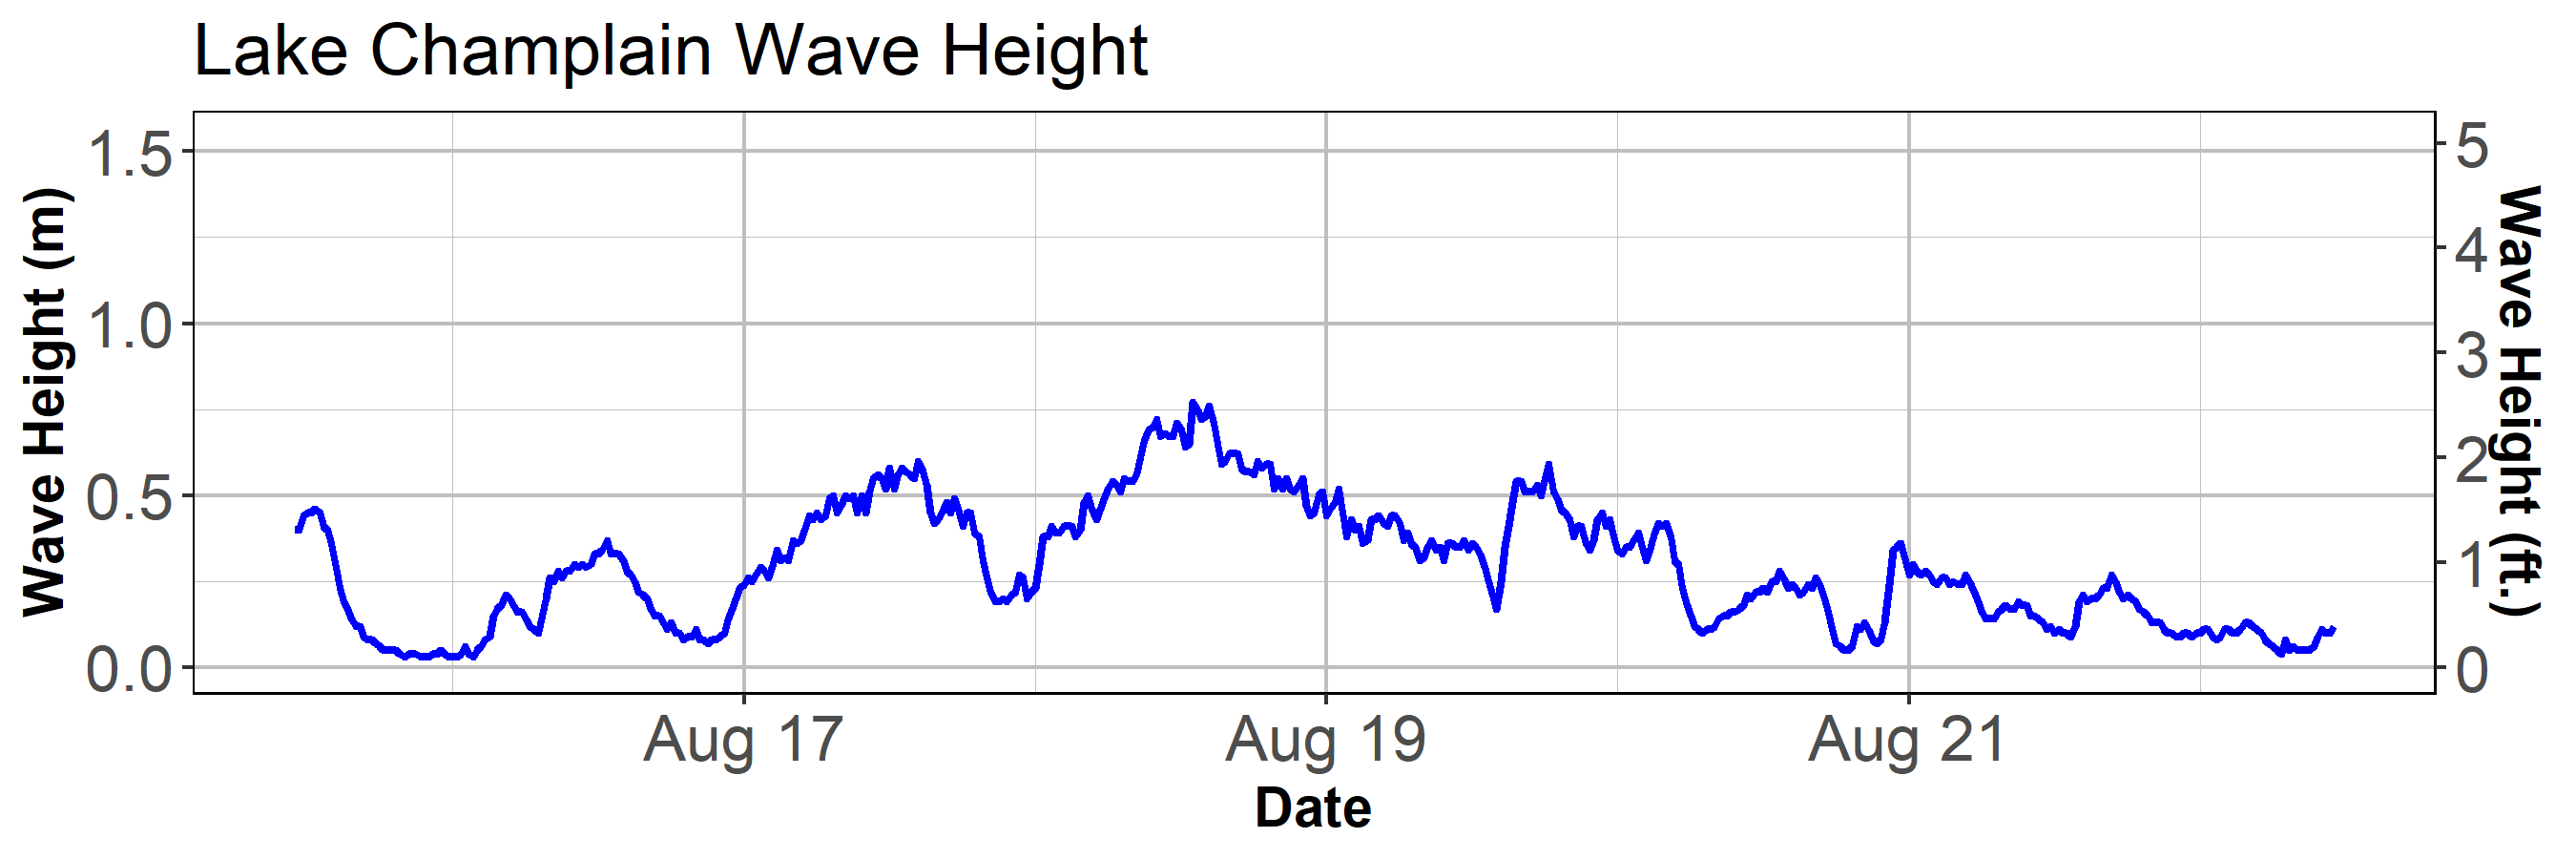 Lake Champlain Wave Height
Wave Height (m)
1.5
1.0
0.5
0.0
5
4
3
2
1
0
Wave Height (ft.)
Aug 17
Aug 19
Aug 21
Date